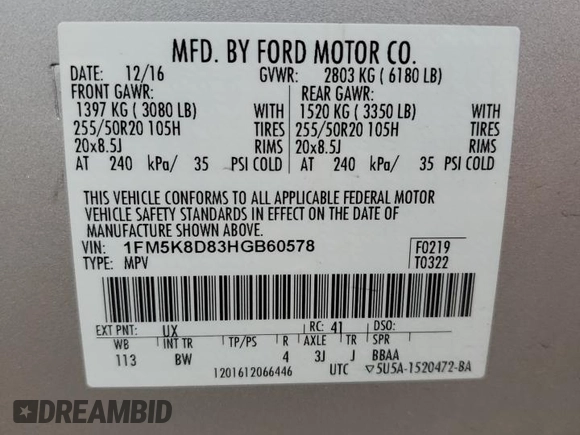 MFD. BY FORD MOTOR CO.
DATE: 12/16 GVWR: 2803 KG ( 6180 LB)
FRONT GAWR: REAR GAWR:
1397 KG ( 3080 LB) WITH 1520 KG ( 3350 LB) WITH
255/50R20 105H TIRES 255/50R20 105H TIRES
20x8.5J RIMS 20x8.5J RIMS
AT 240 kPa/ 35 PSI COLD AT 240 kPa/ 35 PSI COLD
THIS VEHICLE CONFORMS TO ALL APPLICABLE FEDERAL MOTOR
VEHICLE SAFETY STANDARDS IN EFFECT ON THE DATE OF
MANUFACTURE SHOWN ABOVE.
VIN: 1FM5K8D83HGB60578 F0219
TYPE: MPV T0322
EXT PNT: UX RC: 41 DSO:
WB INT TR TP/PS R AXLE TR SPR
113 BW 4 3J J BBAA
1201612066446 UTC ▽5U5A-1520472-BA
DREAMBID